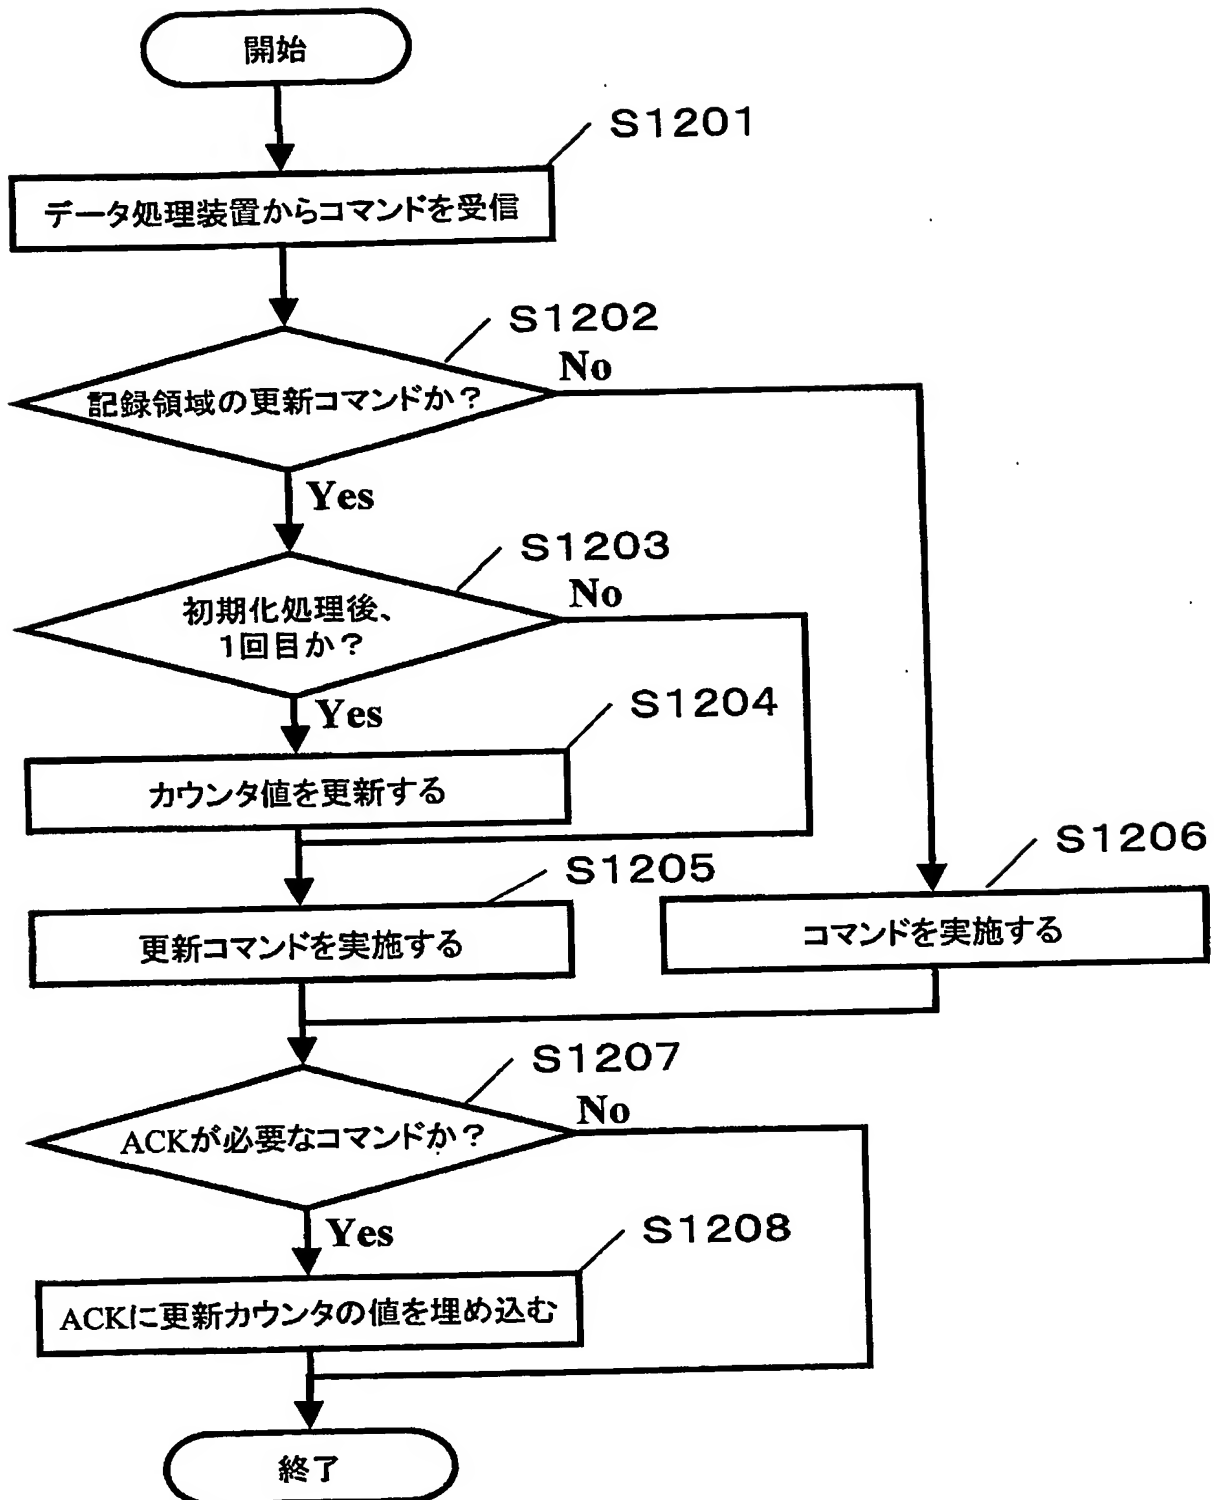 開始
S1201
データ処理装置からコマンドを受信
S1202
No
記録領域の更新コマンドか？
Yes
S1203
No
初期化処理後、
1回目か？
Yes
S1204
カウンタ値を更新する
S1205
S1206
更新コマンドを実施する
コマンドを実施する
S1207
No
ACKが必要なコマンドか？
Yes
S1208
ACKに更新カウンタの値を埋め込む
終了